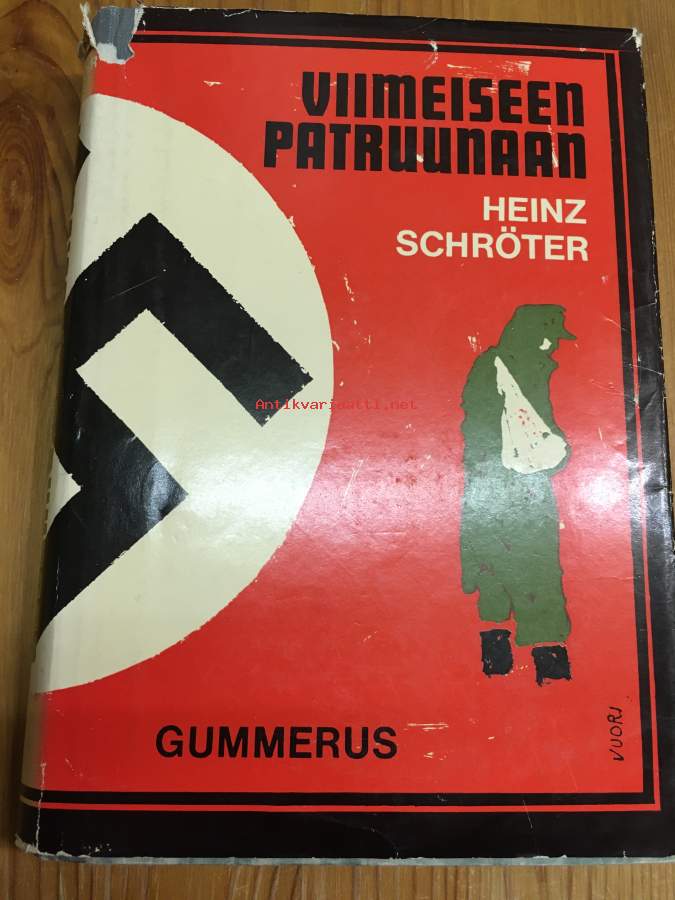 VIIMEISEEN
PATRUUNAAN
HEINZ
SCHRÖTER
Antikvariaatti.net
GUMMERUS
VUORI